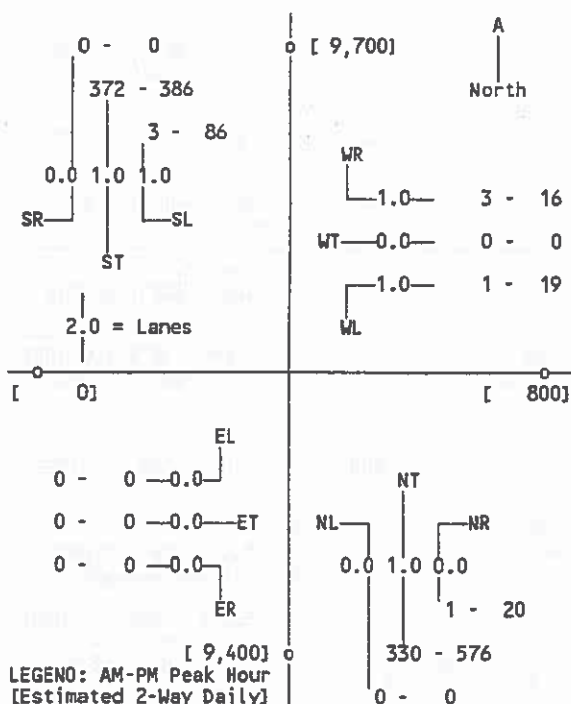 0 - 0
[ 9,700]
A
North
372 - 386
3 - 86
0.0 1.0 1.0
SR
SL
ST
WR
1.0 3 - 16
WT 0.0 0 - 0
1.0 1 - 19
WL
2.0 = Lanes
[ 0]
[ 800]
EL
0 - 0 0.0
0 - 0 0.0 ET
0 - 0 0.0
ER
NT
NL
NR
0.0 1.0 0.0
1 - 20
330 - 576
0 - 0
[ 9,400]
LEGEND: AM-PM Peak Hour
[Estimated 2-Way Daily]